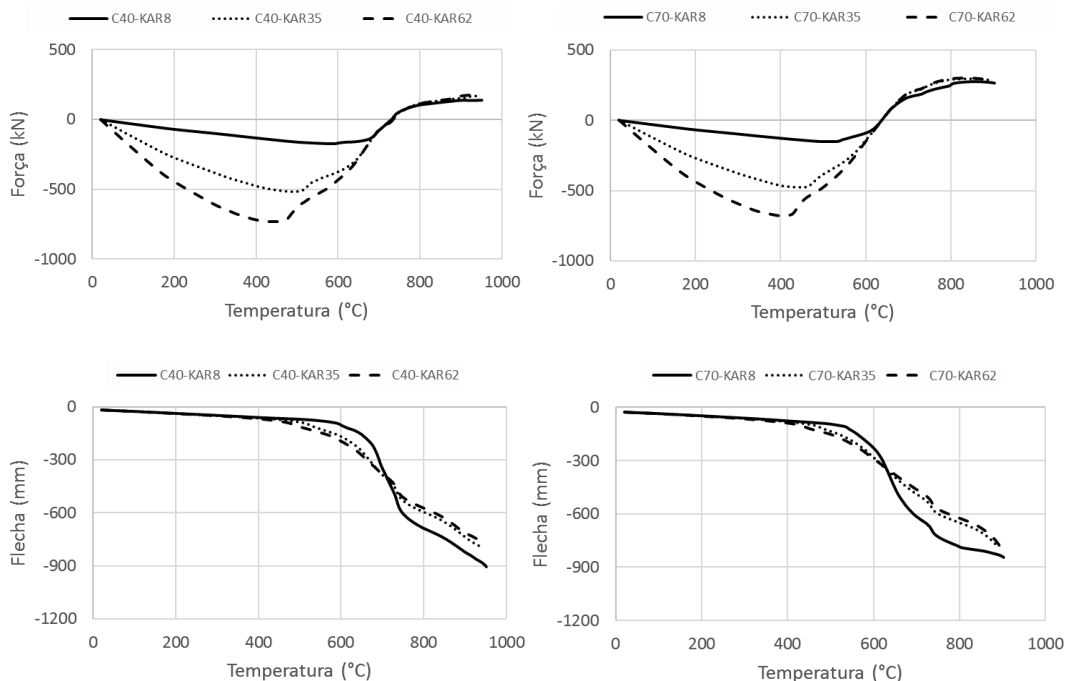 C40-KAR8 C40-KAR35 C40-KAR62
500
0
-500
-1000
Força (kN)
0 200 400 600 800 1000
Temperatura (°C)
C70-KAR8 C70-KAR35 C70-KAR62
500
0
-500
-1000
Força (kN)
0 200 400 600 800 1000
Temperatura (°C)
C40-KAR8 C40-KAR35 C40-KAR62
0
-300
-600
-900
-1200
Flecha (mm)
0 200 400 600 800 1000
Temperatura (°C)
C70-KAR8 C70-KAR35 C70-KAR62
0
-300
-600
-900
-1200
Flecha (mm)
0 200 400 600 800 1000
Temperatura (°C)